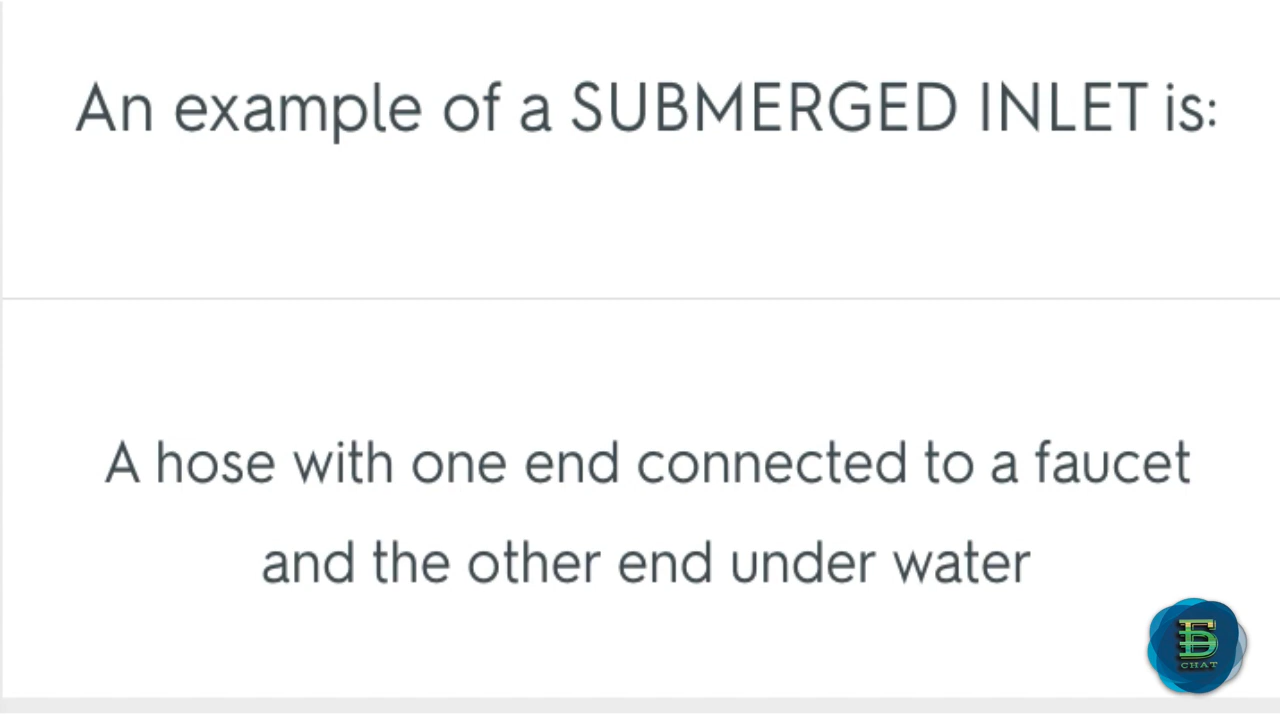 An example of a SUBMERGED INLET is:
A hose with one end connected to a faucet
and the other end under water
CHAT